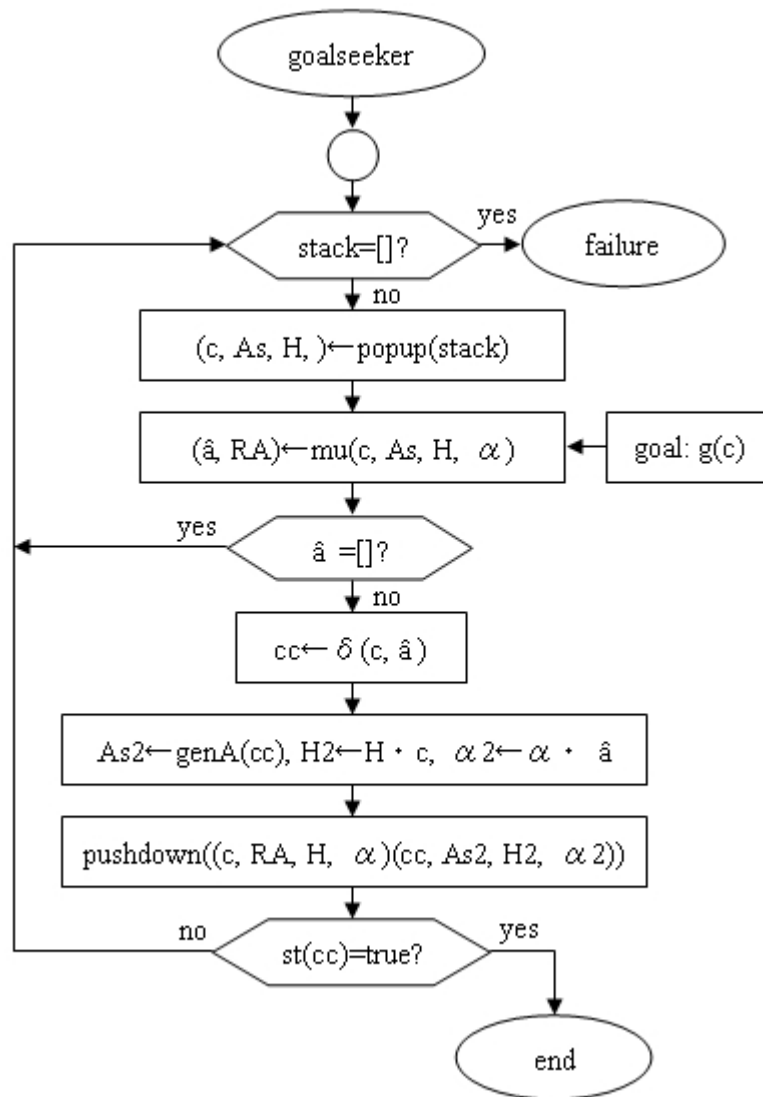 goalseeker
stack=[]?
yes
failure
no
(c, As, H, )←popup(stack)
(â, RA)←mu(c, As, H, α)
goal: g(c)
yes
â =[]?
no
cc← δ (c, â)
As2←genA(cc), H2←H・c, α2←α・ â
pushdown((c, RA, H, α)(cc, As2, H2, α2))
no
st(cc)=true?
yes
end